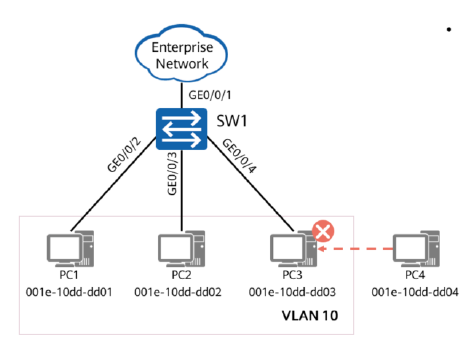 Enterprise
Network
GE0/0/1
SW1
GE0/0/2
GE0/0/3
GE0/0/4
PC1
PC2
PC3
PC4
001e-10dd-dd01
001e-10dd-dd02
001e-10dd-dd03
001e-10dd-dd04
VLAN 10